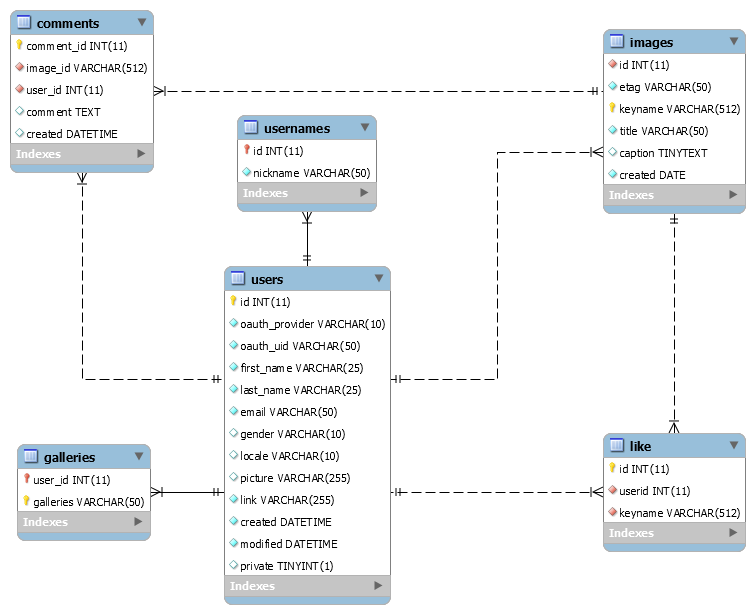 comments
comment_id INT(11)
image_id VARCHAR(512)
user_id INT(11)
comment TEXT
created DATETIME
Indexes
images
id INT(11)
etag VARCHAR(50)
keyname VARCHAR(512)
title VARCHAR(50)
caption TINYTEXT
created DATE
Indexes
usernames
id INT(11)
nickname VARCHAR(50)
Indexes
users
id INT(11)
oauth_provider VARCHAR(10)
oauth_uid VARCHAR(50)
first_name VARCHAR(25)
last_name VARCHAR(25)
email VARCHAR(50)
gender VARCHAR(10)
locale VARCHAR(10)
picture VARCHAR(255)
link VARCHAR(255)
created DATETIME
modified DATETIME
private TINYINT(1)
Indexes
galleries
user_id INT(11)
galleries VARCHAR(50)
Indexes
like
id INT(11)
userid INT(11)
keyname VARCHAR(512)
Indexes